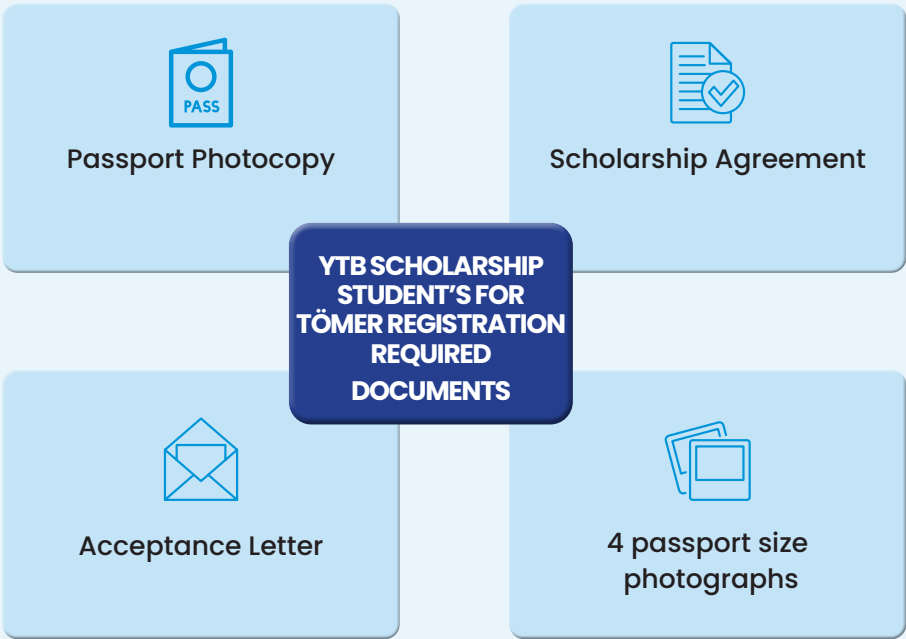 PASS
Passport Photocopy
Scholarship Agreement
YTB SCHOLARSHIP
STUDENT’S FOR
TÖMER REGISTRATION
REQUIRED
DOCUMENTS
Acceptance Letter
4 passport size
photographs